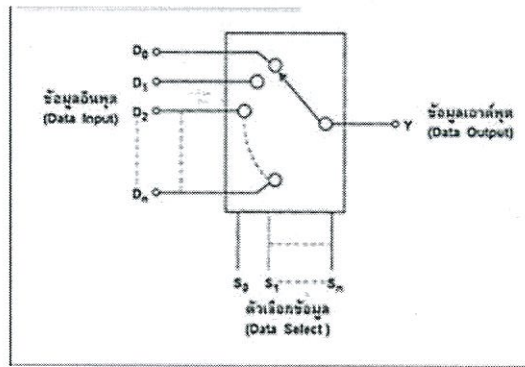 D₀
D₁
ข้อมูลอินพุต
(Data Input)
D₂
Dₙ
Y
ข้อมูลเอาต์พุต
(Data Output)
S₀ S₁ Sₙ
ตัวเลือกข้อมูล
(Data Select)